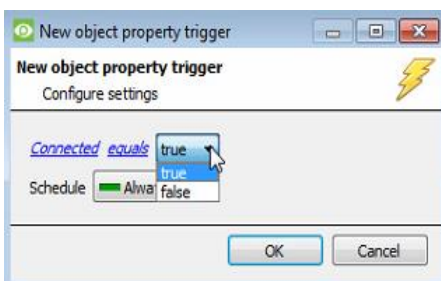 New object property trigger
New object property trigger
Configure settings
Connected equals true
true
Schedule
false
OK Cancel